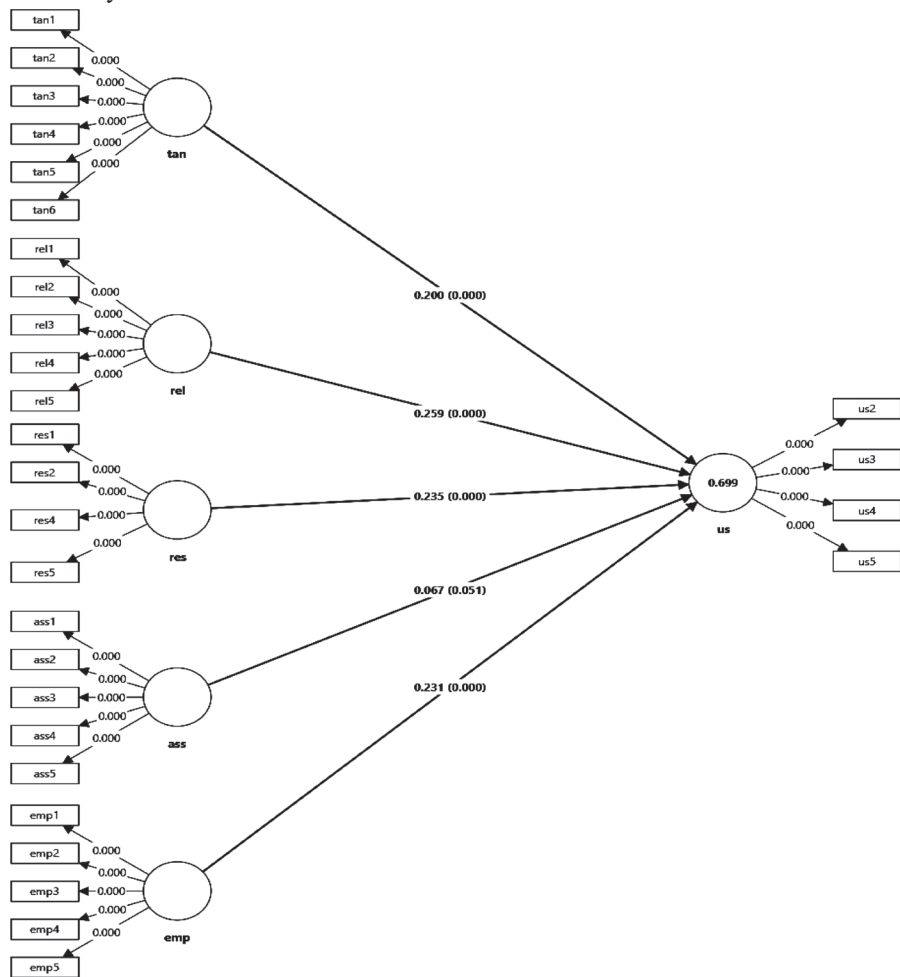 tan1
0.000
tan2
0.000
tan3
0.000
tan4
0.000
tan5
0.000
tan6
0.000
tan
0.200 (0.000)
rel1
0.000
rel2
0.000
rel3
0.000
rel4
0.000
rel5
0.000
rel
0.259 (0.000)
res1
0.000
res2
0.000
res4
0.000
res5
0.000
res
0.235 (0.000)
ass1
0.000
ass2
0.000
ass3
0.000
ass4
0.000
ass5
0.000
ass
0.067 (0.051)
emp1
0.000
emp2
0.000
emp3
0.000
emp4
0.000
emp5
0.000
emp
0.231 (0.000)
0.699
us
us2
0.000
us3
0.000
us4
0.000
us5
0.000